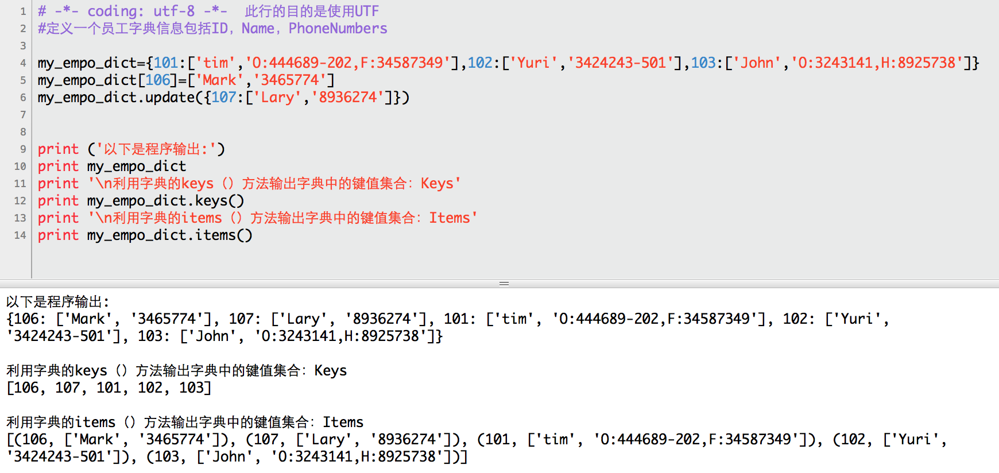 1 # -*- coding: utf-8 -*-  此行的目的是使用UTF
2 #定义一个员工字典信息包括ID，Name，PhoneNumbers
3
4 my_empo_dict={101:['tim','O:444689-202,F:34587349'],102:['Yuri','3424243-501'],103:['John','O:3243141,H:8925738']}
5 my_empo_dict[106]=['Mark','3465774']
6 my_empo_dict.update({107:['Lary','8936274']})
7
8
9 print ('以下是程序输出:')
10 print my_empo_dict
11 print '\n利用字典的keys（）方法输出字典中的键值集合：Keys'
12 print my_empo_dict.keys()
13 print '\n利用字典的items（）方法输出字典中的键值集合：Items'
14 print my_empo_dict.items()
以下是程序输出:
{106: ['Mark', '3465774'], 107: ['Lary', '8936274'], 101: ['tim', 'O:444689-202,F:34587349'], 102: ['Yuri',
'3424243-501'], 103: ['John', 'O:3243141,H:8925738']}
利用字典的keys（）方法输出字典中的键值集合：Keys
[106, 107, 101, 102, 103]
利用字典的items（）方法输出字典中的键值集合：Items
[(106, ['Mark', '3465774']), (107, ['Lary', '8936274']), (101, ['tim', 'O:444689-202,F:34587349']), (102, ['Yuri',
'3424243-501']), (103, ['John', 'O:3243141,H:8925738'])]